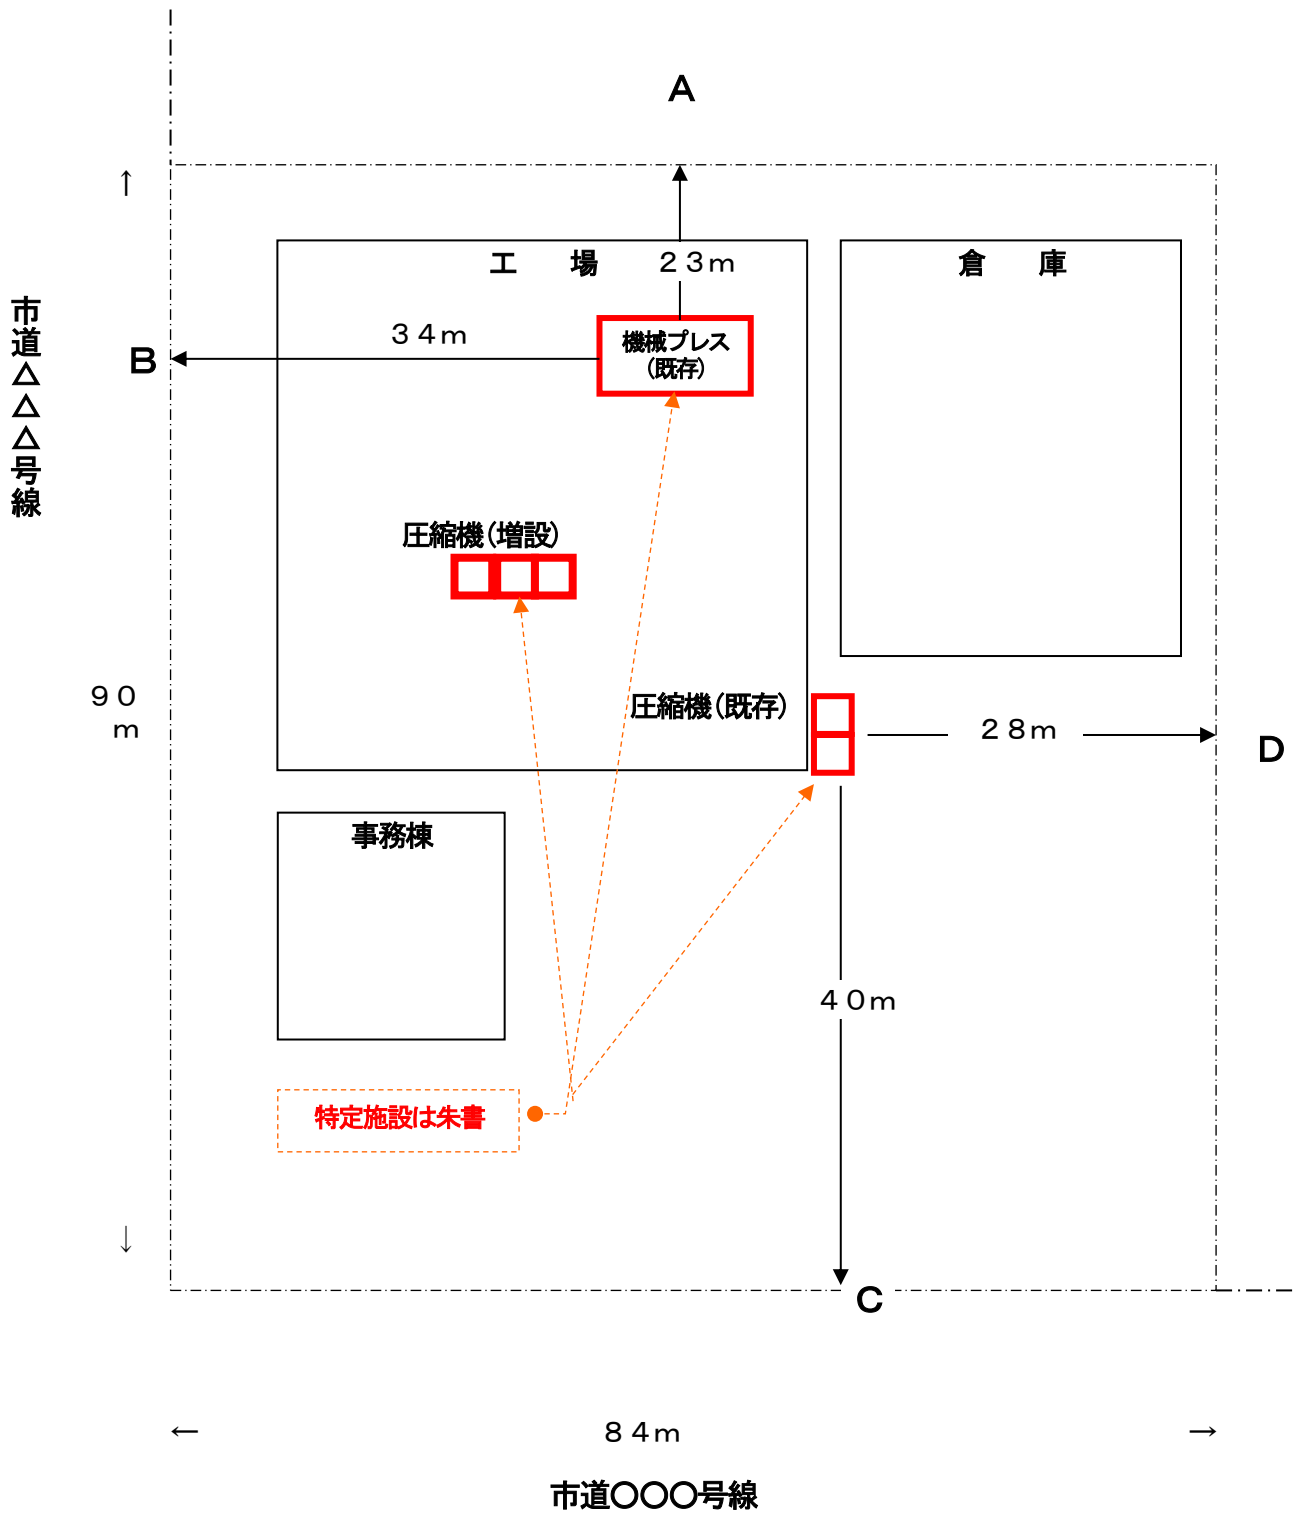 A
↑
工　　場
２３ｍ
倉　　庫
市道△△△号線
B
３４ｍ
機械プレス
（既存）
圧縮機（増設）
９０
ｍ
圧縮機（既存）
２８ｍ
D
事務棟
４０ｍ
特定施設は朱書
↓
C
←
８４ｍ
→
市道〇〇〇号線